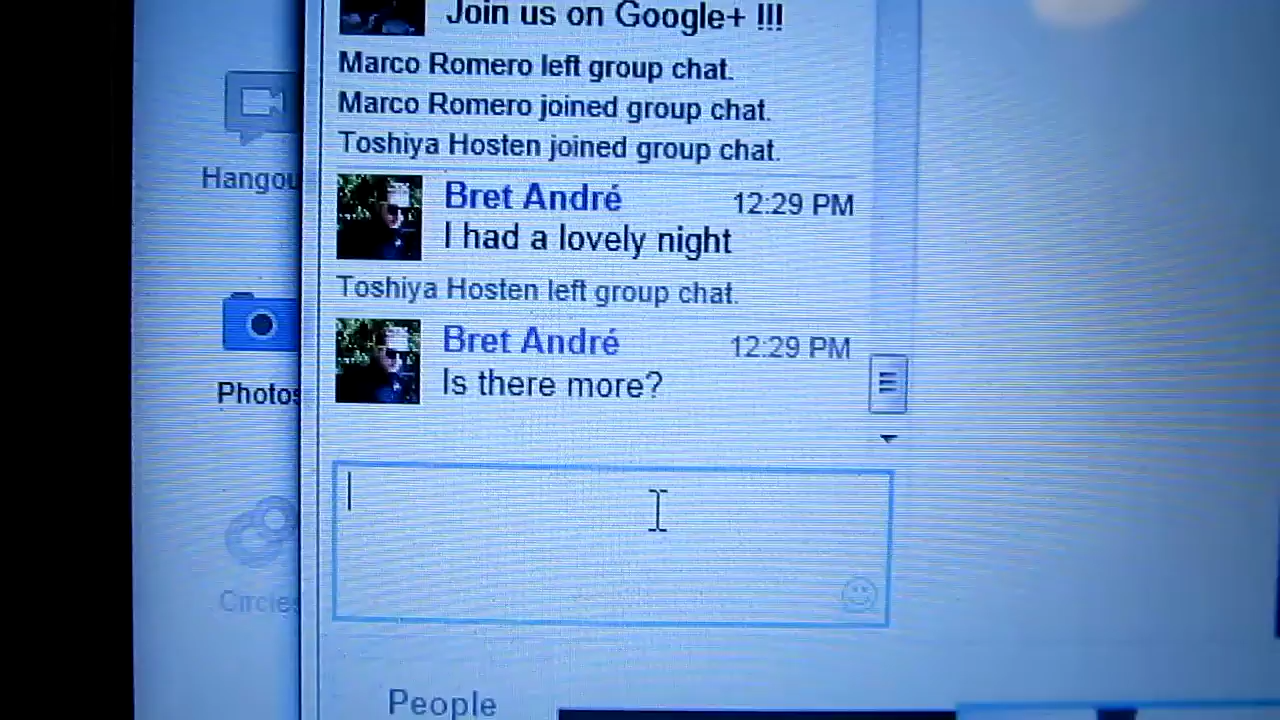 Join us on Google+ !!!
Marco Romero left group chat.
Marco Romero joined group chat.
Toshiya Hosten joined group chat.
Hangou
Bret André 12:29 PM
I had a lovely night
Toshiya Hosten left group chat.
Bret André 12:29 PM
Is there more?
Photos
Circles
People